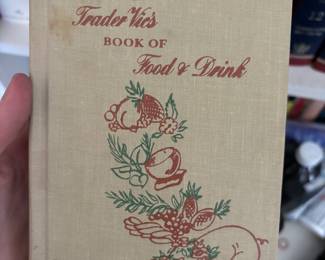 Trader Vic's
BOOK OF
Food & Drink